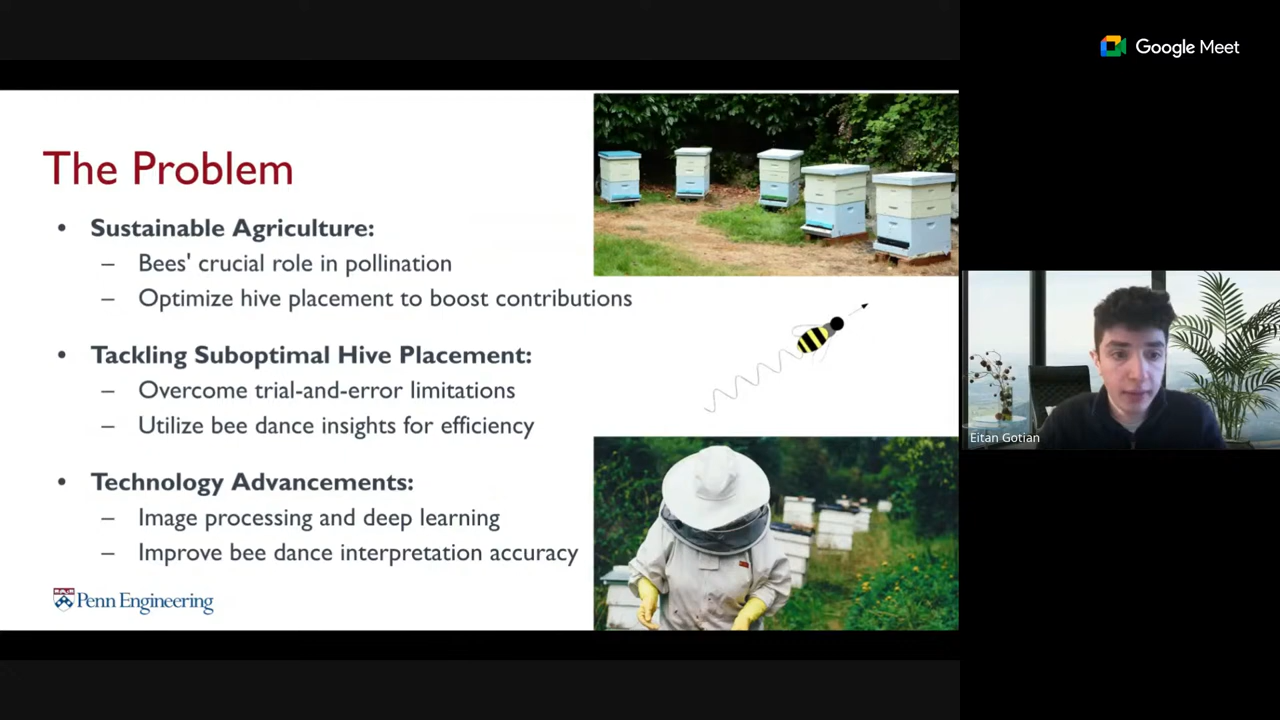 Google Meet
The Problem
• Sustainable Agriculture:
– Bees' crucial role in pollination
– Optimize hive placement to boost contributions
• Tackling Suboptimal Hive Placement:
– Overcome trial-and-error limitations
– Utilize bee dance insights for efficiency
• Technology Advancements:
– Image processing and deep learning
– Improve bee dance interpretation accuracy
Penn Engineering
Eitan Gotian